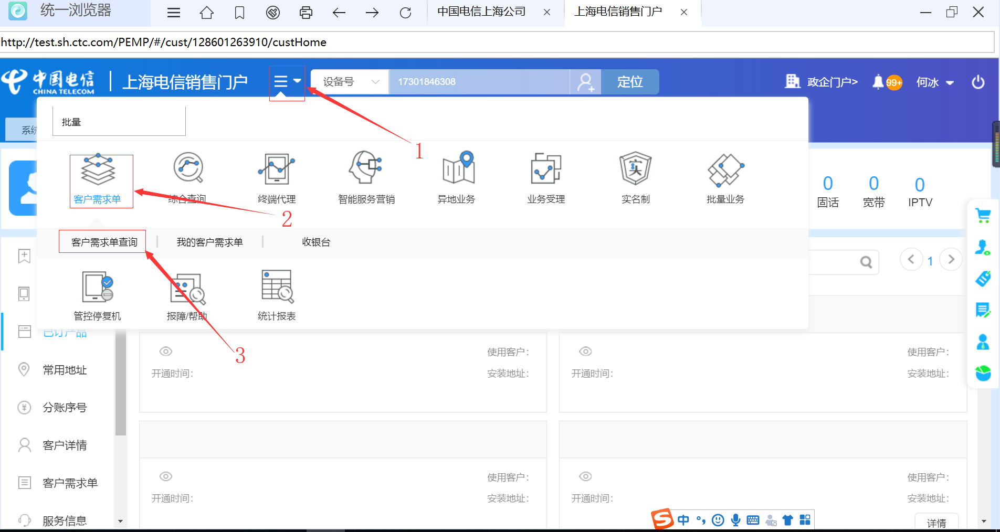 统一浏览器
中国电信上海公司
上海电信销售门户
http://test.sh.ctc.com/PEMP/#/cust/128601263910/custHome
中国电信
CHINA TELECOM
上海电信销售门户
设备号
17301846308
定位
政企门户>
99+
何冰
系统
批量
1
客户需求单
综合查询
终端代理
智能服务营销
异地业务
业务受理
实
实名制
批量业务
0
固话
0
宽带
0
IPTV
2
客户需求单查询
我的客户需求单
收银台
1
管控停复机
报障/帮助
统计报表
3
已订产品
常用地址
分账序号
客户详情
客户需求单
服务信息
使用客户:
开通时间:
安装地址:
使用客户:
开通时间:
安装地址:
使用客户:
开通时间:
安装地址:
使用客户:
开通时间:
安装地址:
S
中
详情